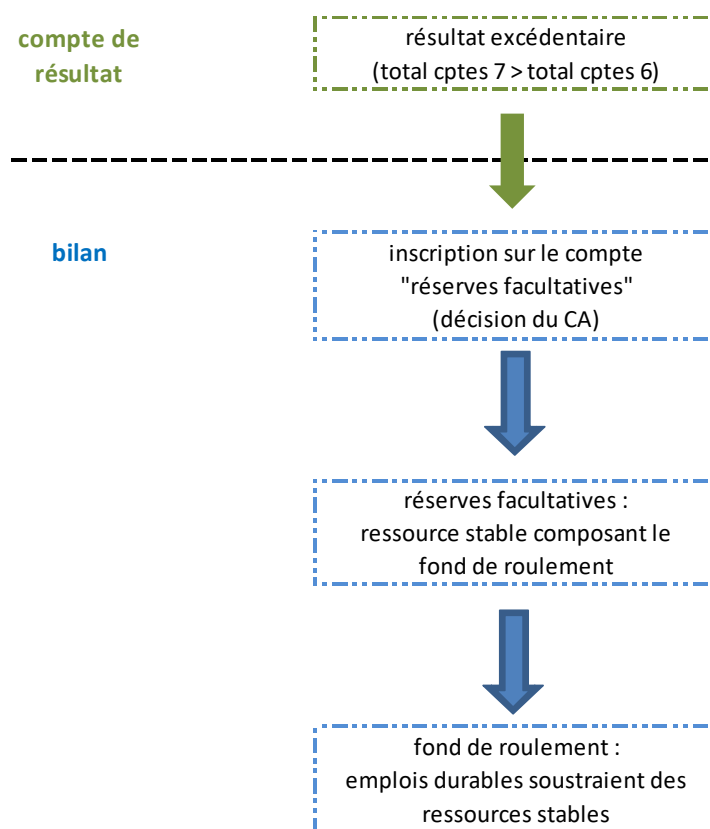 compte de
résultat
résultat excédentaire
(total cptes 7 > total cptes 6)
bilan
inscription sur le compte
"réserves facultatives"
(décision du CA)
réserves facultatives :
ressource stable composant le
fond de roulement
fond de roulement :
emplois durables soustraient des
ressources stables